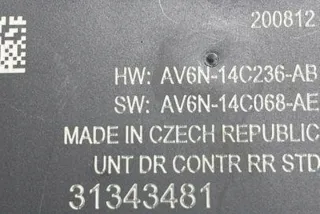 200812
HW: AV6N-14C236-AB
SW: AV6N-14C068-AE
MADE IN CZECH REPUBLIC
UNT DR CONTR RR STD
31343481